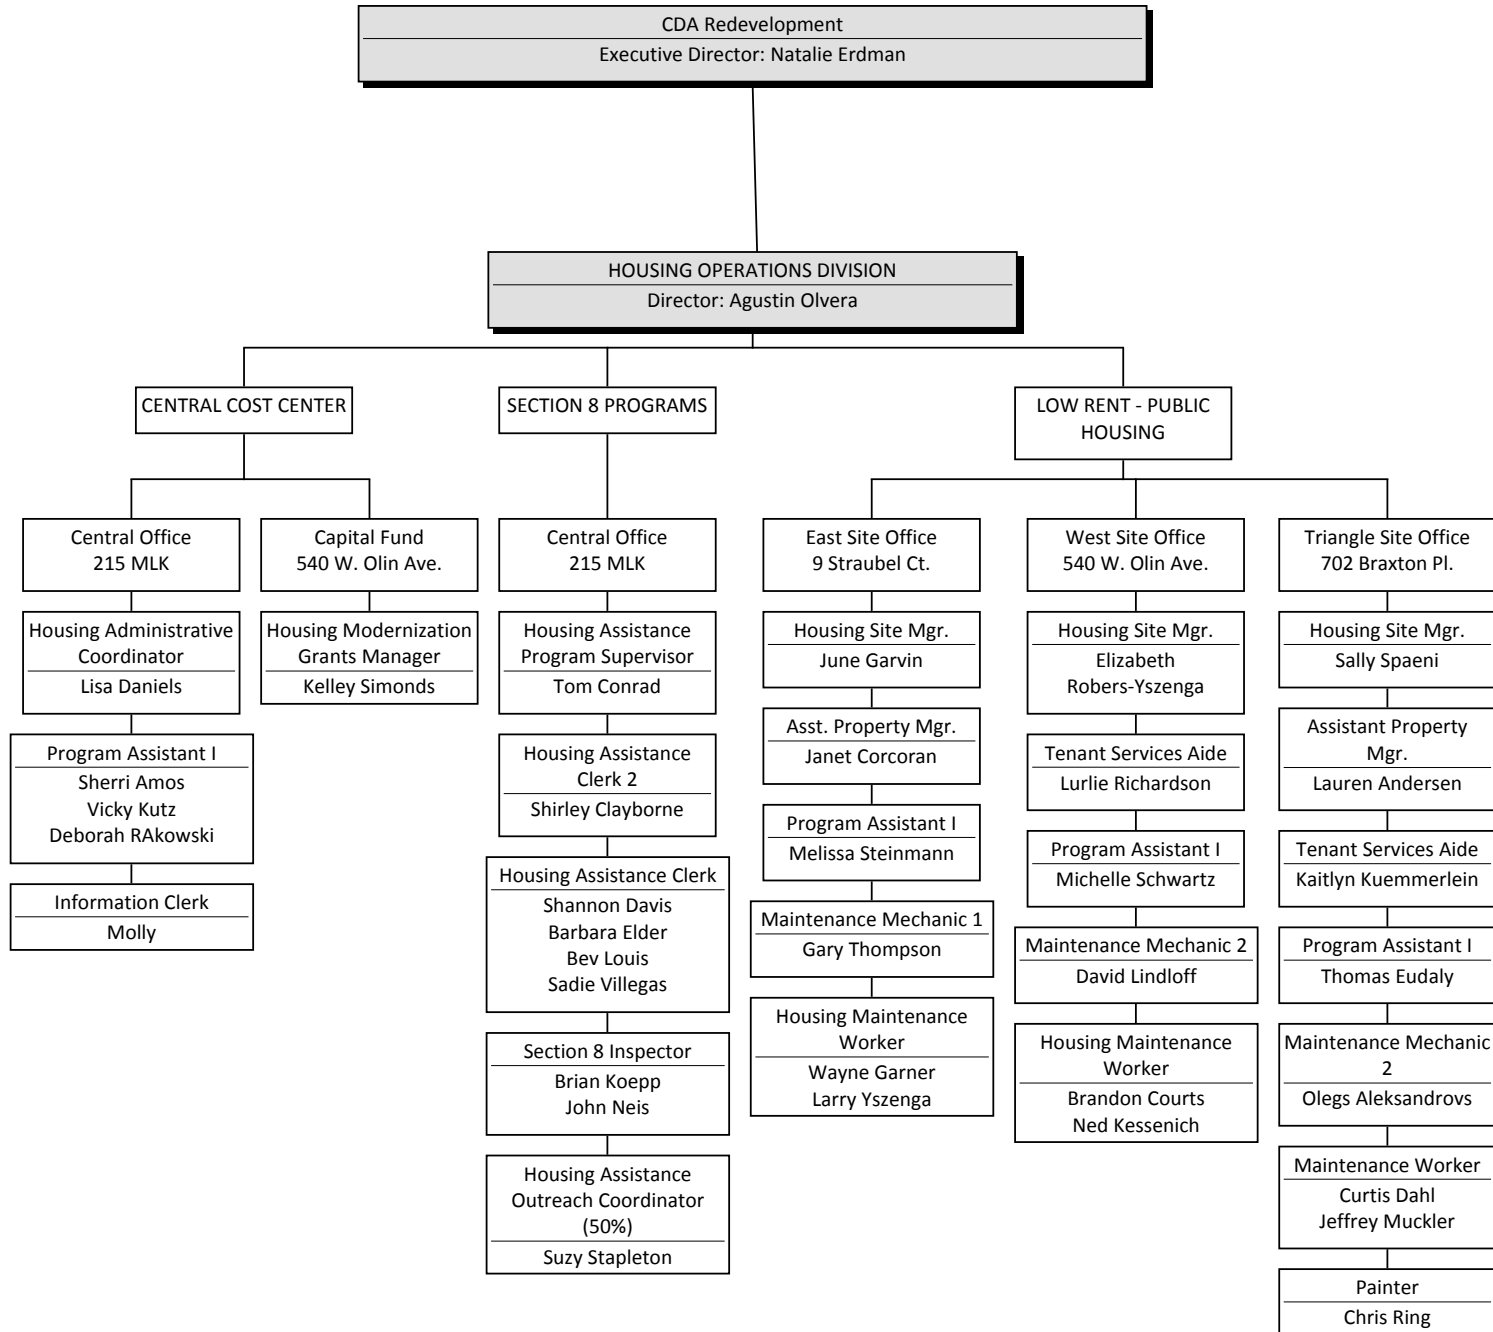 CDA Redevelopment
Executive Director: Natalie Erdman
HOUSING OPERATIONS DIVISION
Director: Agustin Olvera
CENTRAL COST CENTER
SECTION 8 PROGRAMS
LOW RENT - PUBLIC
HOUSING
Central Office
215 MLK
Housing Administrative
Coordinator
Lisa Daniels
Program Assistant I
Sherri Amos
Vicky Kutz
Deborah RAkowski
Information Clerk
Molly
Capital Fund
540 W. Olin Ave.
Housing Modernization
Grants Manager
Kelley Simonds
Central Office
215 MLK
Housing Assistance
Program Supervisor
Tom Conrad
Housing Assistance
Clerk 2
Shirley Clayborne
Housing Assistance Clerk
Shannon Davis
Barbara Elder
Bev Louis
Sadie Villegas
Section 8 Inspector
Brian Koepp
John Neis
Housing Assistance
Outreach Coordinator
(50%)
Suzy Stapleton
East Site Office
9 Straubel Ct.
Housing Site Mgr.
June Garvin
Asst. Property Mgr.
Janet Corcoran
Program Assistant I
Melissa Steinmann
Maintenance Mechanic 1
Gary Thompson
Housing Maintenance
Worker
Wayne Garner
Larry Yszenga
West Site Office
540 W. Olin Ave.
Housing Site Mgr.
Elizabeth
Robers-Yszenga
Tenant Services Aide
Lurlie Richardson
Program Assistant I
Michelle Schwartz
Maintenance Mechanic 2
David Lindloff
Housing Maintenance
Worker
Brandon Courts
Ned Kessenich
Triangle Site Office
702 Braxton Pl.
Housing Site Mgr.
Sally Spaeni
Assistant Property
Mgr.
Lauren Andersen
Tenant Services Aide
Kaitlyn Kuemmerlein
Program Assistant I
Thomas Eudaly
Maintenance Mechanic
2
Olegs Aleksandrovs
Maintenance Worker
Curtis Dahl
Jeffrey Muckler
Painter
Chris Ring